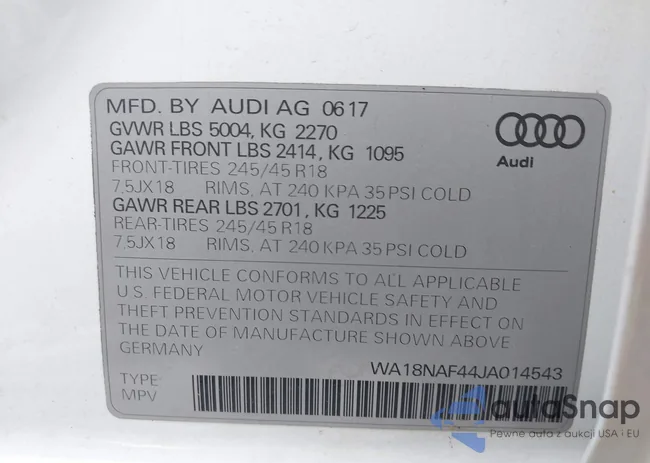 MFD. BY AUDI AG 0617
GVWR LBS 5004, KG 2270
GAWR FRONT LBS 2414, KG 1095
FRONT-TIRES 245/45 R18
7,5JX18 RIMS, AT 240 KPA 35 PSI COLD
GAWR REAR LBS 2701, KG 1225
REAR-TIRES 245/45 R18
7,5JX18 RIMS, AT 240 KPA 35 PSI COLD
Audi
THIS VEHICLE CONFORMS TO ALL APPLICABLE
U.S. FEDERAL MOTOR VEHICLE SAFETY AND
THEFT PREVENTION STANDARDS IN EFFECT ON
THE DATE OF MANUFACTURE SHOWN ABOVE
GERMANY
WA18NAF44JA014543
TYPE:
MPV
autaSnap
Pewne auta z aukcji USA i EU